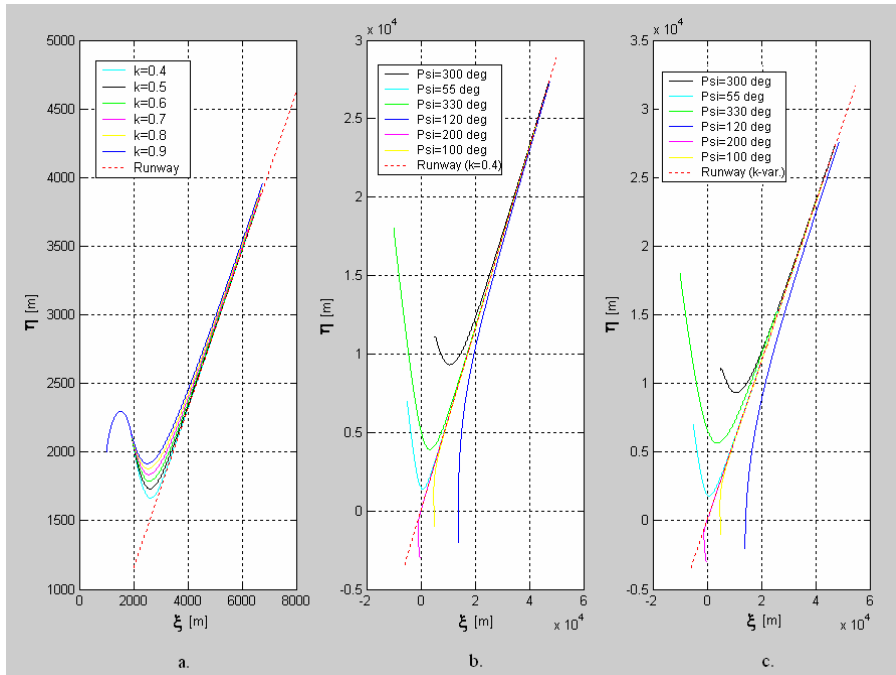 5000
4500
4000
3500
3000
2500
2000
1500
1000
η [m]
k=0.4
k=0.5
k=0.6
k=0.7
k=0.8
k=0.9
Runway
0
2000
4000
6000
8000
ξ [m]
a.
x 10^4
3
2.5
2
1.5
1
0.5
0
-0.5
η [m]
Psi=300 deg
Psi=55 deg
Psi=330 deg
Psi=120 deg
Psi=200 deg
Psi=100 deg
Runway (k=0.4)
-2
0
2
4
6
x 10^4
ξ [m]
b.
x 10^4
3.5
3
2.5
2
1.5
1
0.5
0
-0.5
η [m]
Psi=300 deg
Psi=55 deg
Psi=330 deg
Psi=120 deg
Psi=200 deg
Psi=100 deg
Runway (k-var.)
-2
0
2
4
6
x 10^4
ξ [m]
c.